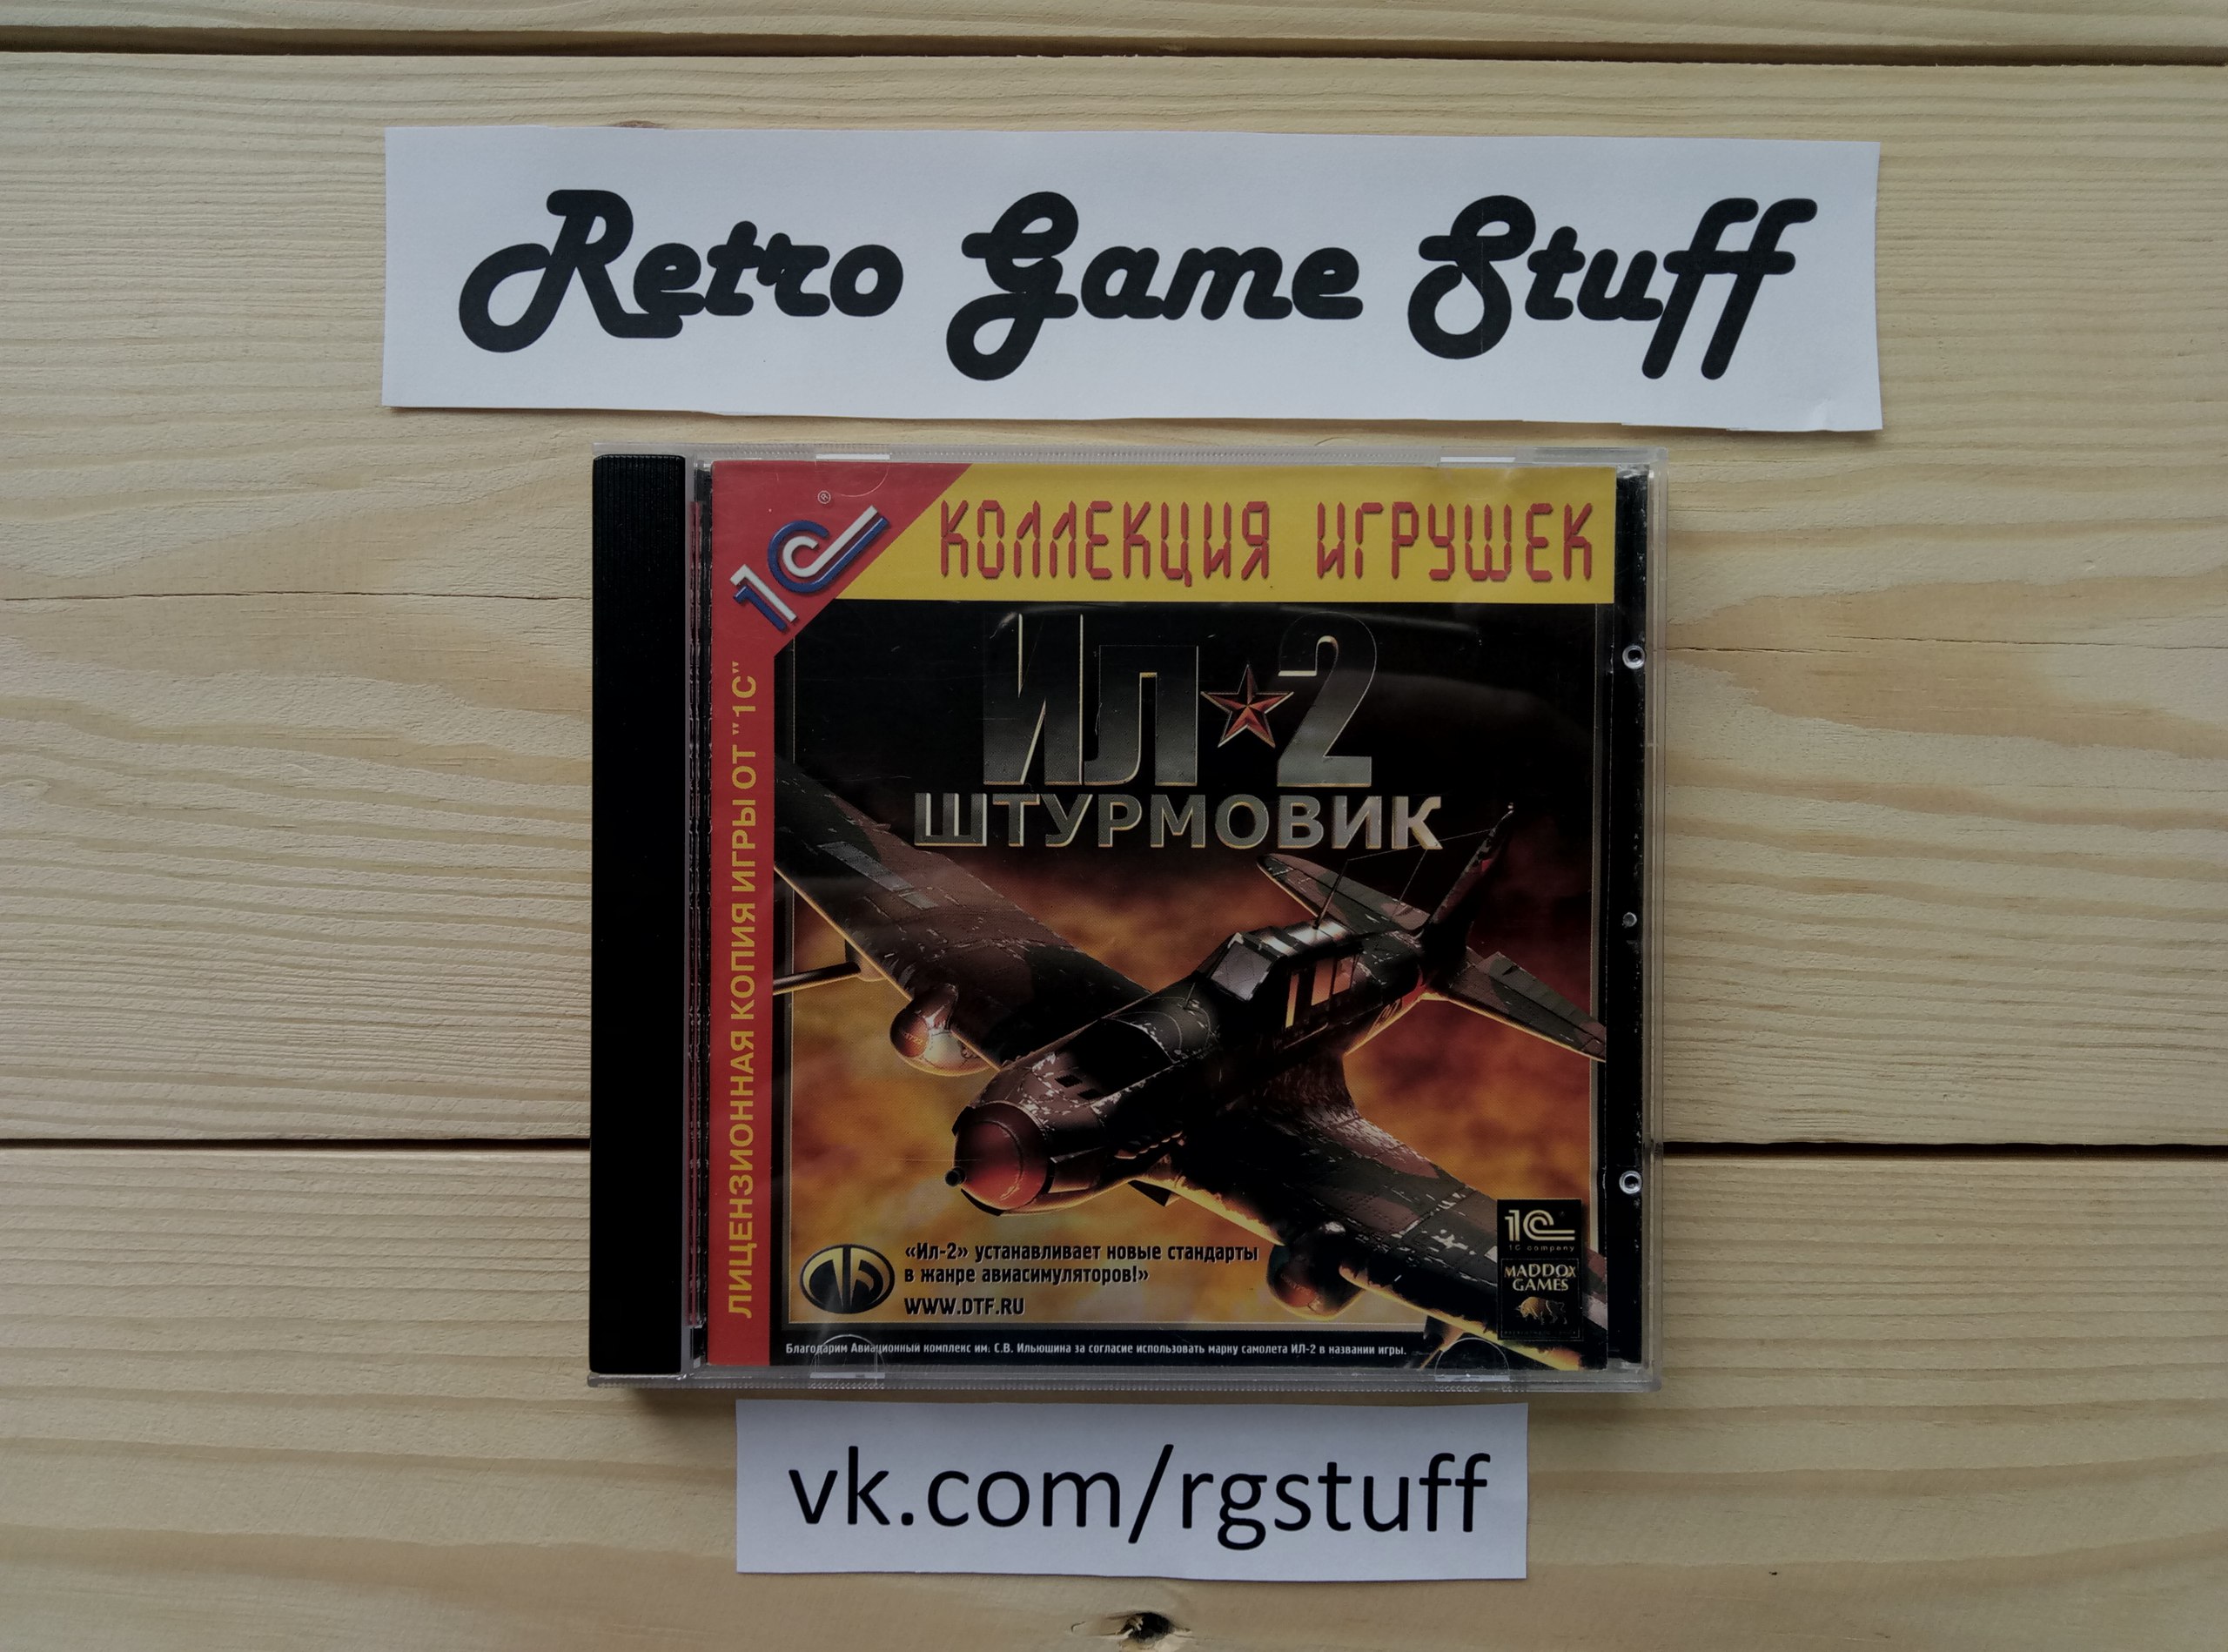 Retro Game Stuff
1С®
КОЛЛЕКЦИЯ ИГРУШЕК
ЛИЦЕНЗИОННАЯ КОПИЯ ИГРЫ ОТ "1С"
ИЛ★2
ШТУРМОВИК
«Ил-2» устанавливает новые стандарты
в жанре авиасимуляторов!»
WWW.DTF.RU
1C
1C company
MADDOX
GAMES
Благодарим Авиационный комплекс им. С.В. Ильюшина за согласие использовать марку самолета ИЛ-2 в названии игры.
vk.com/rgstuff